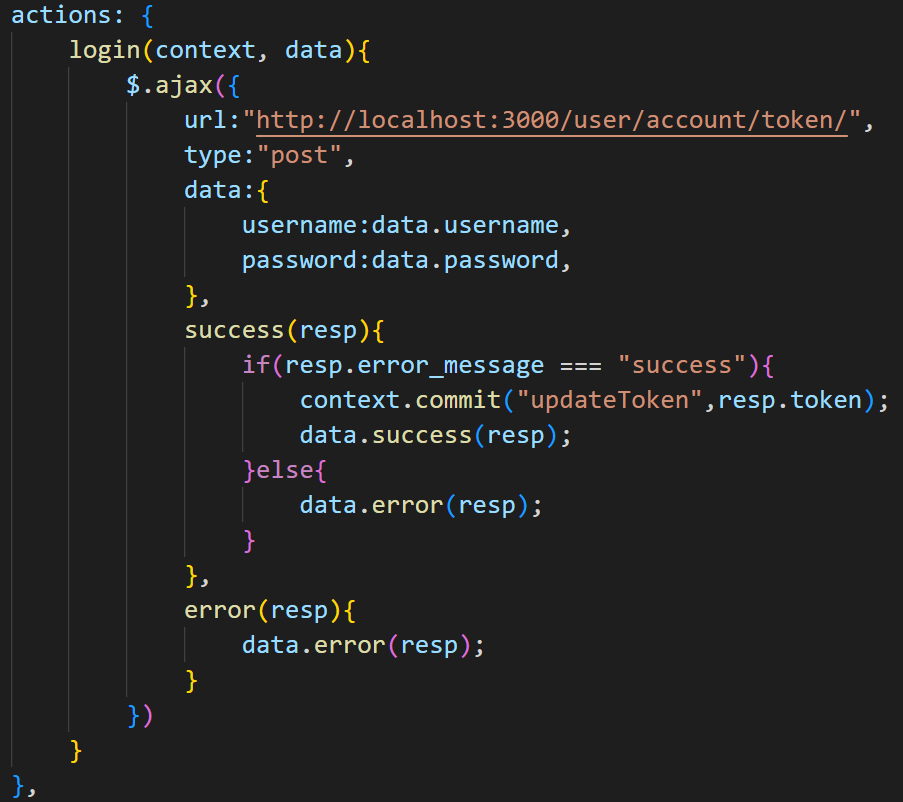 actions: {
    login(context, data){
        $.ajax({
            url:"http://localhost:3000/user/account/token/",
            type:"post",
            data:{
                username:data.username,
                password:data.password,
            },
            success(resp){
                if(resp.error_message === "success"){
                    context.commit("updateToken",resp.token);
                    data.success(resp);
                }else{
                    data.error(resp);
                }
            },
            error(resp){
                data.error(resp);
            }
        })
    }
},